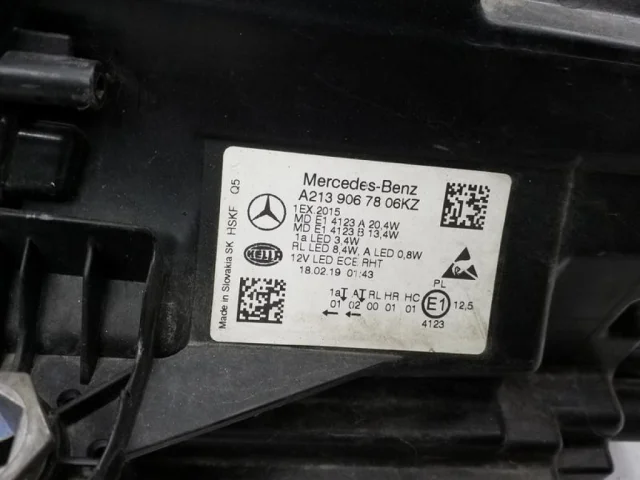 Mercedes-Benz
A213 906 78 06KZ
1EX.2015
MD E1 4123 A 20,4W
MD E1 4123 B 13,4W
1a LED 3,4W
RL LED 8,4W, A LED 0,8W
12V LED ECE RHT
18.02.19 01:43
HELLA
Made in Slovakia SK HSKF Q5
PL
1a A RL HR HC
01 02 00 01 01
E1 12,5
4123